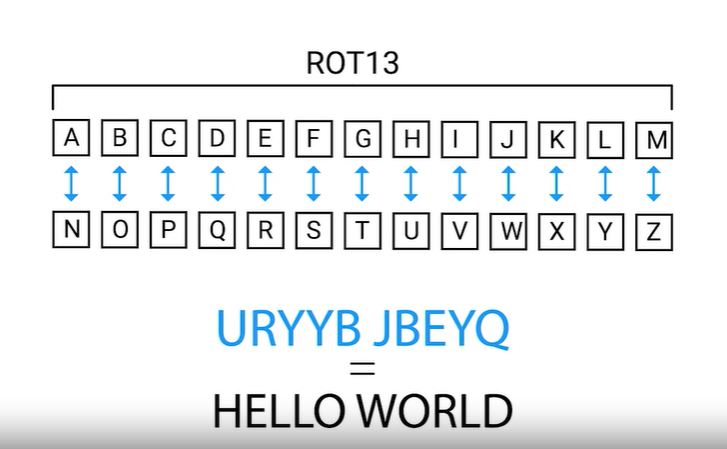 ROT13
A B C D E F G H I J K L M
N O P Q R S T U V W X Y Z
URYYB JBEYQ
=
HELLO WORLD